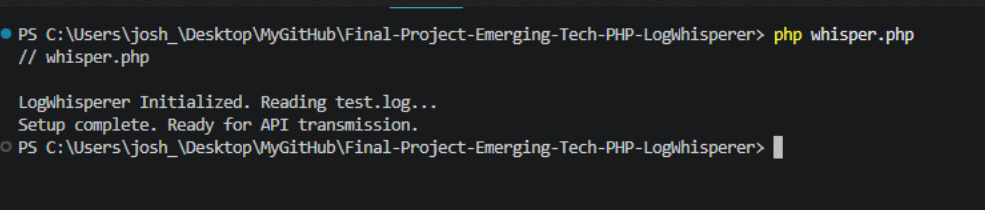 PS C:\Users\josh_\Desktop\MyGitHub\Final-Project-Emerging-Tech-PHP-LogWhisperer> php whisper.php
// whisper.php
LogWhisperer Initialized. Reading test.log...
Setup complete. Ready for API transmission.
PS C:\Users\josh_\Desktop\MyGitHub\Final-Project-Emerging-Tech-PHP-LogWhisperer>